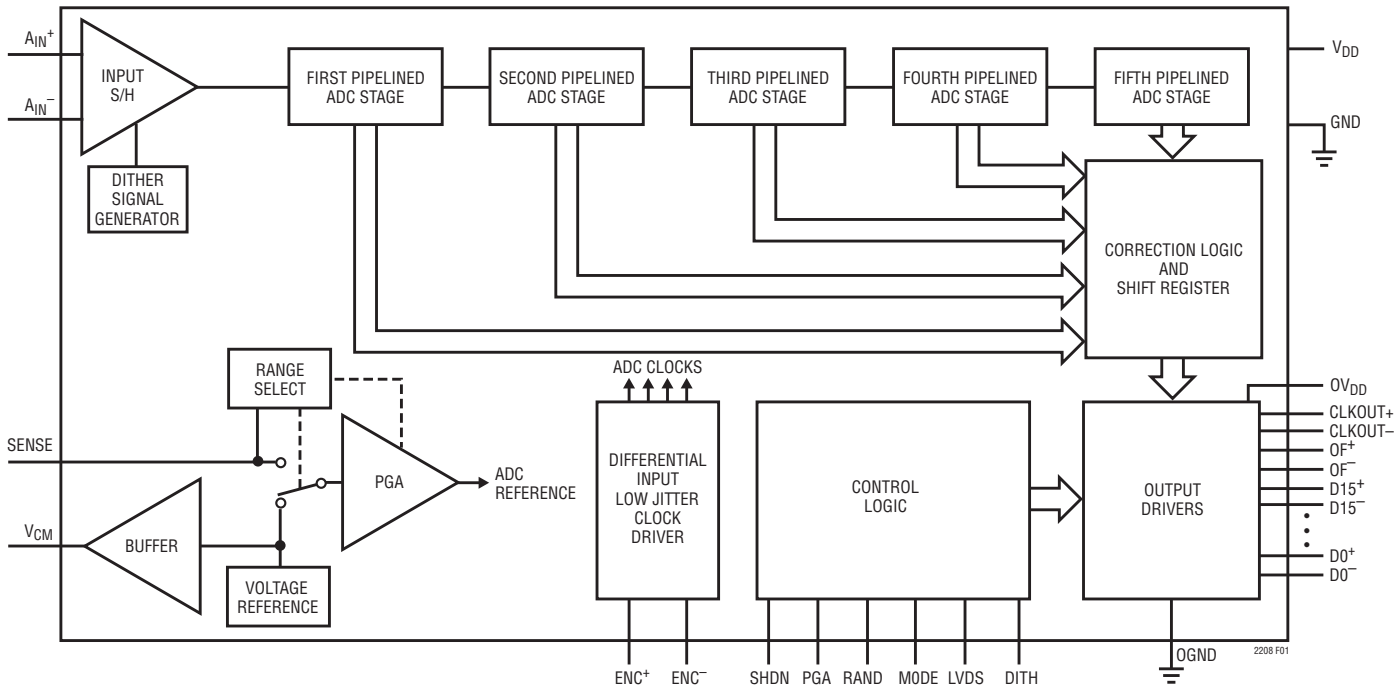 AIN+
AIN–
INPUT
S/H
DITHER
SIGNAL
GENERATOR
FIRST PIPELINED
ADC STAGE
SECOND PIPELINED
ADC STAGE
THIRD PIPELINED
ADC STAGE
FOURTH PIPELINED
ADC STAGE
FIFTH PIPELINED
ADC STAGE
VDD
GND
CORRECTION LOGIC
AND
SHIFT REGISTER
RANGE
SELECT
SENSE
PGA
ADC
REFERENCE
VCM
BUFFER
VOLTAGE
REFERENCE
ADC CLOCKS
DIFFERENTIAL
INPUT
LOW JITTER
CLOCK
DRIVER
CONTROL
LOGIC
OUTPUT
DRIVERS
OVDD
CLKOUT+
CLKOUT–
OF+
OF–
D15+
D15–
D0+
D0–
OGND
ENC+
ENC–
SHDN
PGA
RAND
MODE
LVDS
DITH
2208 F01